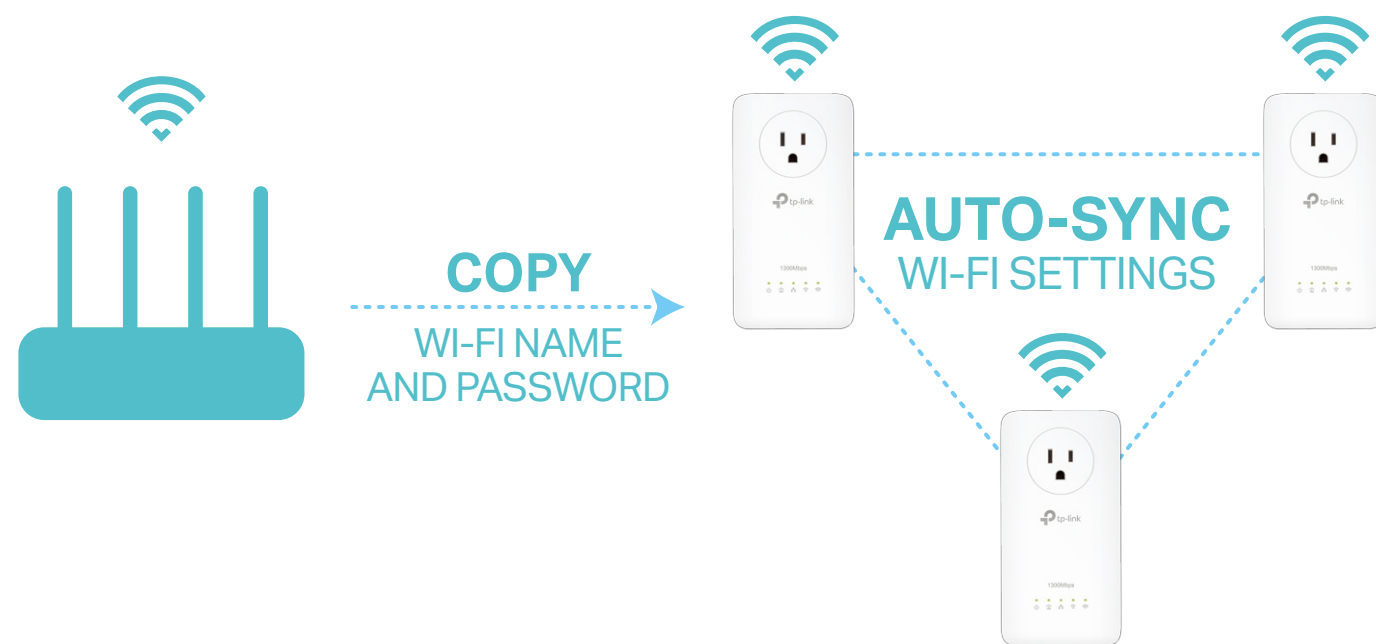 COPY
WI-FI NAME
AND PASSWORD
AUTO-SYNC
WI-FI SETTINGS
tp-link
1300Mbps
tp-link
1300Mbps
tp-link
1300Mbps